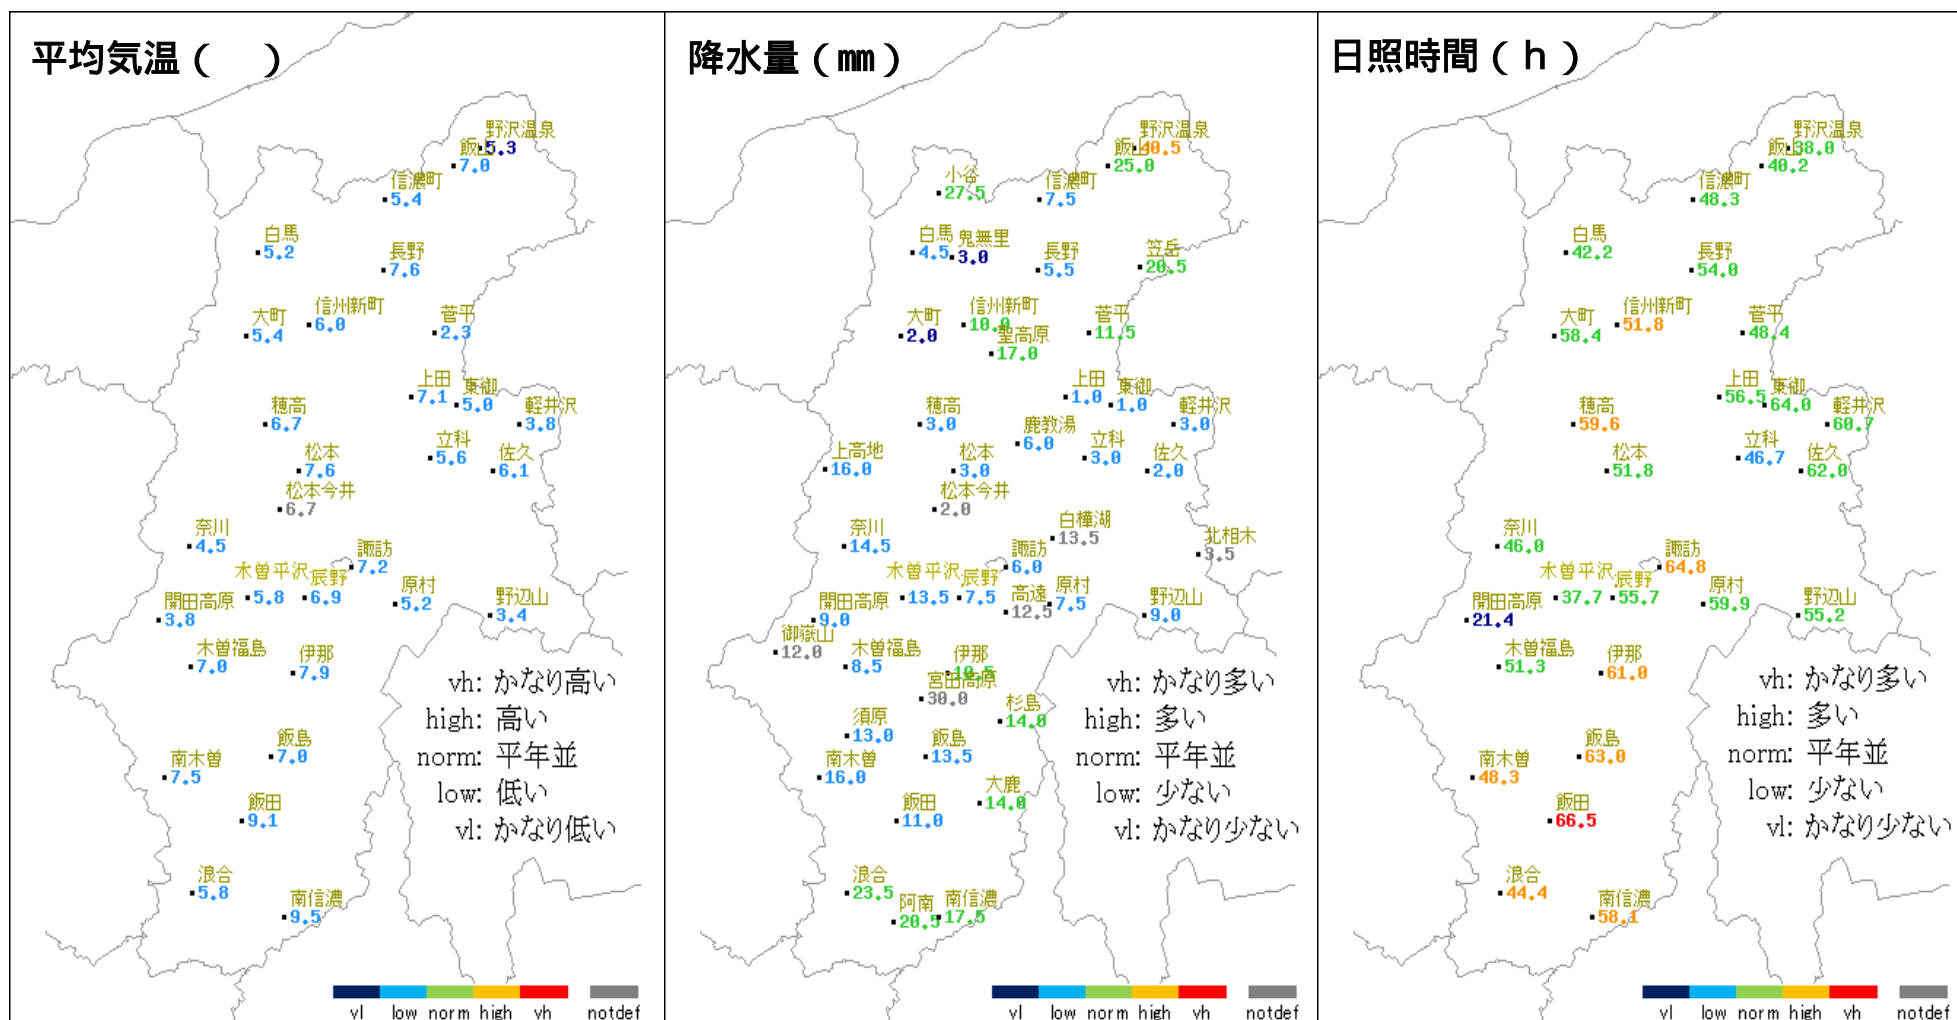 平均気温(　)
野沢温泉
5.3
飯山
7.0
信濃町
5.4
白馬
5.2
長野
7.6
信州新町
6.0
大町
5.4
菅平
2.3
上田
7.1
東御
5.0
軽井沢
3.8
穂高
6.7
立科
5.6
佐久
6.1
松本
7.6
松本今井
6.7
奈川
4.5
諏訪
7.2
木曽平沢
5.8
辰野
6.9
原村
5.2
野辺山
3.4
開田高原
3.8
木曽福島
7.0
伊那
7.9
飯島
7.0
南木曽
7.5
飯田
9.1
浪合
5.8
南信濃
9.5
vh: かなり高い
high: 高い
norm: 平年並
low: 低い
vl: かなり低い
vl low norm high vh notdef
降水量(mm)
野沢温泉
40.5
飯山
25.0
小谷
27.5
信濃町
7.5
白馬
4.5
鬼無里
3.0
長野
5.5
笠岳
20.5
信州新町
10.0
大町
2.0
聖高原
17.0
菅平
11.5
上田
1.0
東御
1.0
軽井沢
3.0
穂高
3.0
鹿教湯
6.0
立科
3.0
佐久
2.0
上高地
16.0
松本
3.0
松本今井
2.0
白樺湖
13.5
北相木
3.5
奈川
14.5
諏訪
6.0
木曽平沢
13.5
辰野
7.5
高遠
12.5
原村
7.5
野辺山
9.0
開田高原
9.0
御嶽山
12.0
木曽福島
8.5
伊那
10.5
宮田高原
30.0
杉島
14.0
須原
13.0
飯島
13.5
南木曽
16.0
大鹿
14.0
飯田
11.0
浪合
23.5
阿南
20.5
南信濃
17.5
vh: かなり多い
high: 多い
norm: 平年並
low: 少ない
vl: かなり少ない
vl low norm high vh notdef
日照時間(h)
野沢温泉
38.0
飯山
40.2
信濃町
48.3
白馬
42.2
長野
54.0
信州新町
51.8
大町
58.4
菅平
48.4
上田
56.5
東御
64.0
軽井沢
60.7
穂高
59.6
立科
46.7
佐久
62.0
松本
51.8
奈川
46.0
諏訪
64.8
木曽平沢
37.7
辰野
55.7
原村
59.9
野辺山
55.2
開田高原
21.4
木曽福島
51.3
伊那
61.0
飯島
63.0
南木曽
48.3
飯田
66.5
浪合
44.4
南信濃
58.1
vh: かなり多い
high: 多い
norm: 平年並
low: 少ない
vl: かなり少ない
vl low norm high vh notdef